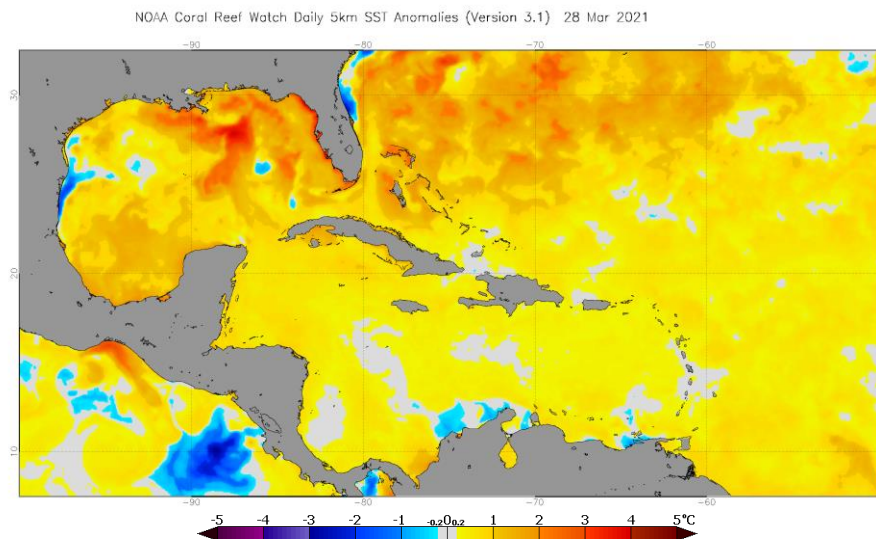 NOAA Coral Reef Watch Daily 5km SST Anomalies (Version 3.1) 28 Mar 2021
-90 -80 -70 -60
30
20
10
-90 -80 -70 -60
-5 -4 -3 -2 -1 -0.2 0 0.2 1 2 3 4 5°C